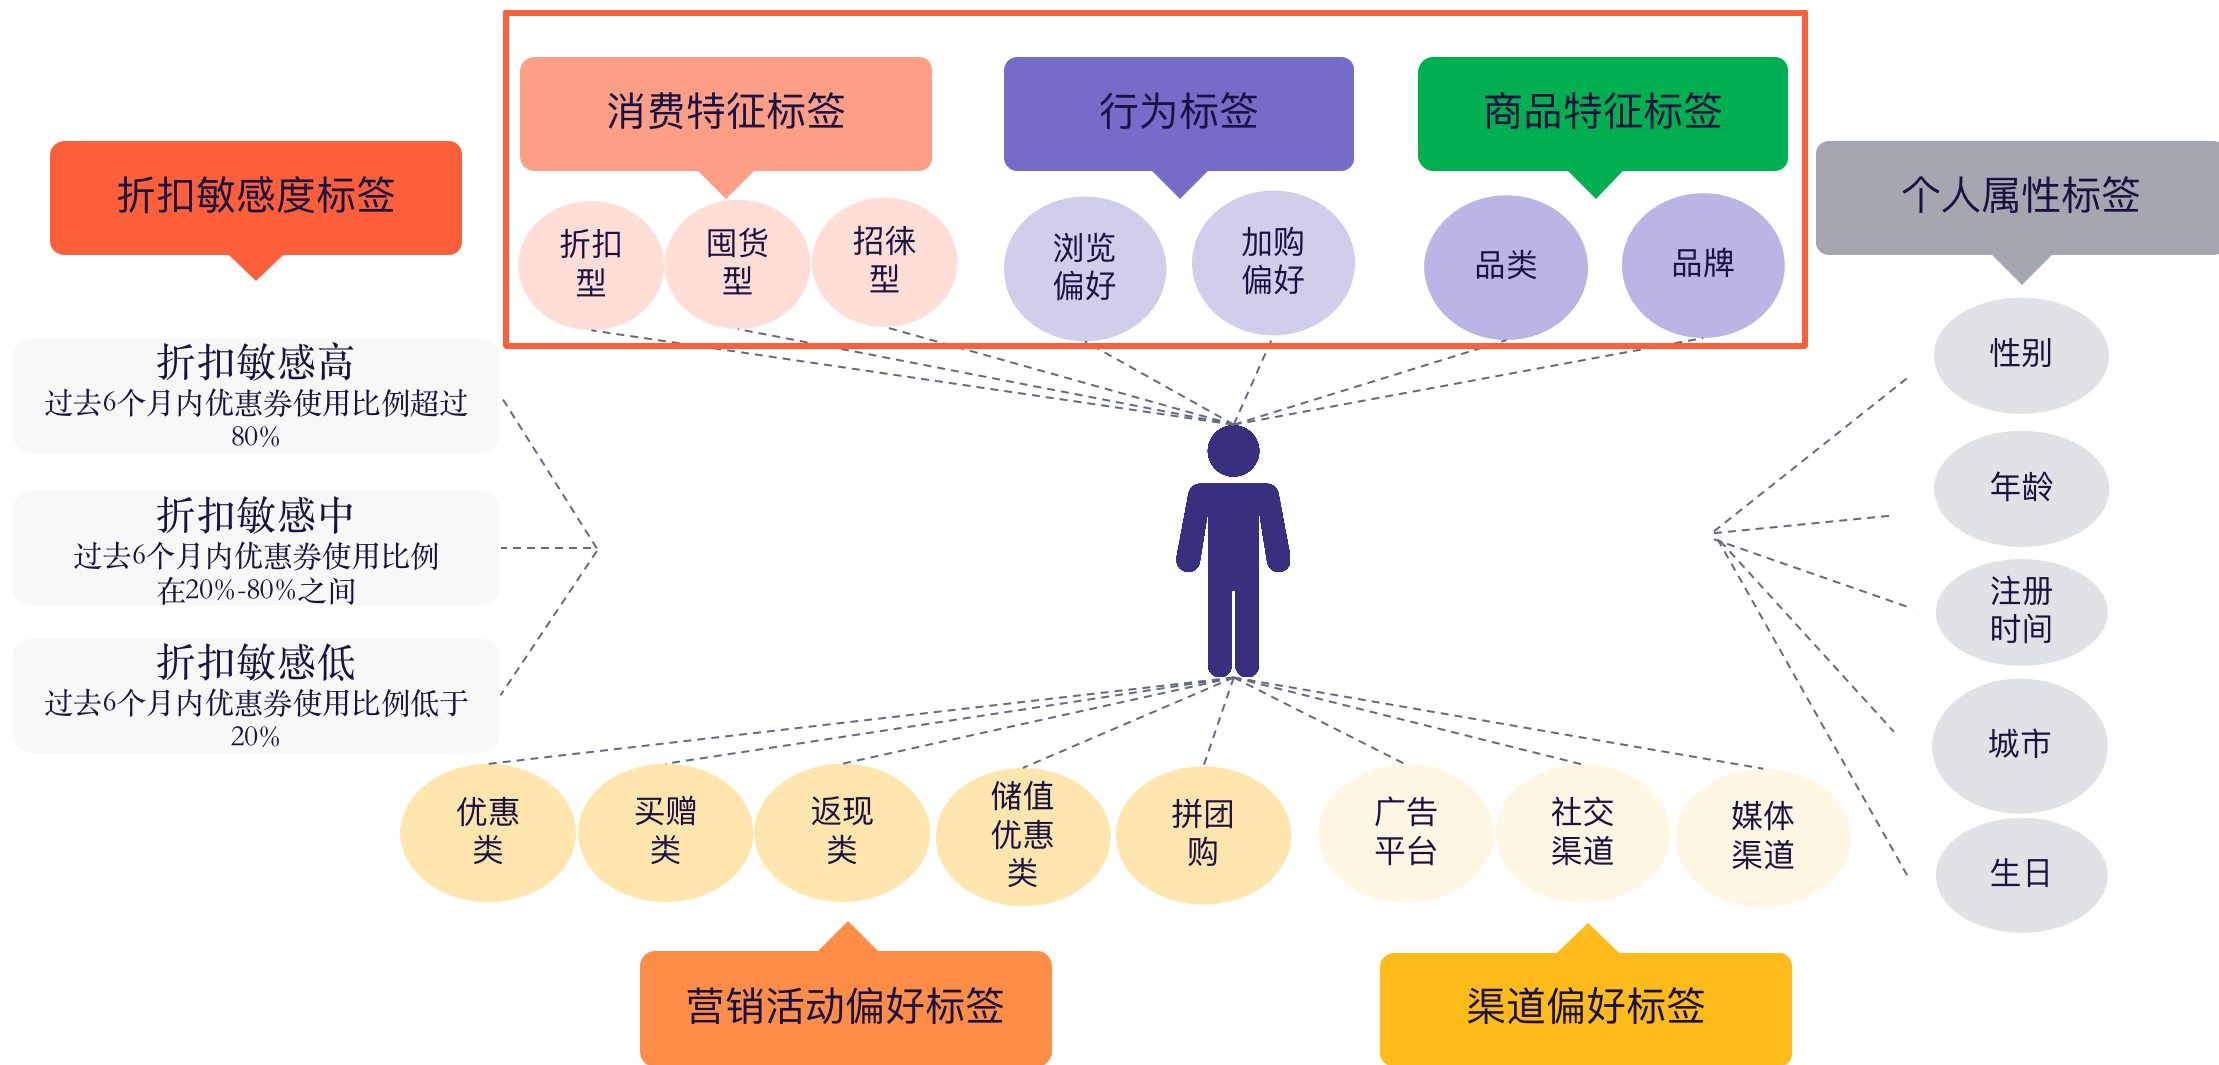 消费特征标签
行为标签
商品特征标签
折扣敏感度标签
个人属性标签
折扣
型
囤货
型
招徕
型
浏览
偏好
加购
偏好
品类
品牌
折扣敏感高
过去6个月内优惠券使用比例超过
80%
折扣敏感中
过去6个月内优惠券使用比例
在20%-80%之间
折扣敏感低
过去6个月内优惠券使用比例低于
20%
性别
年龄
注册
时间
城市
生日
优惠
类
买赠
类
返现
类
储值
优惠
类
拼团
购
广告
平台
社交
渠道
媒体
渠道
营销活动偏好标签
渠道偏好标签